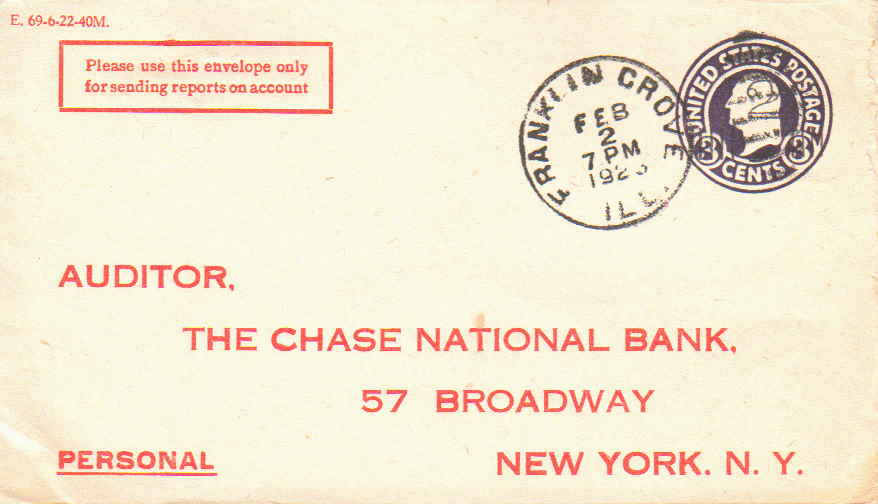 E. 69-6-22-40M.
Please use this envelope only
for sending reports on account
FRANKLIN GROVE
FEB
2
7 PM
ILL.
UNITED STATES POSTAGE
2
3 CENTS 3
AUDITOR,
THE CHASE NATIONAL BANK,
57 BROADWAY
PERSONAL
NEW YORK. N. Y.